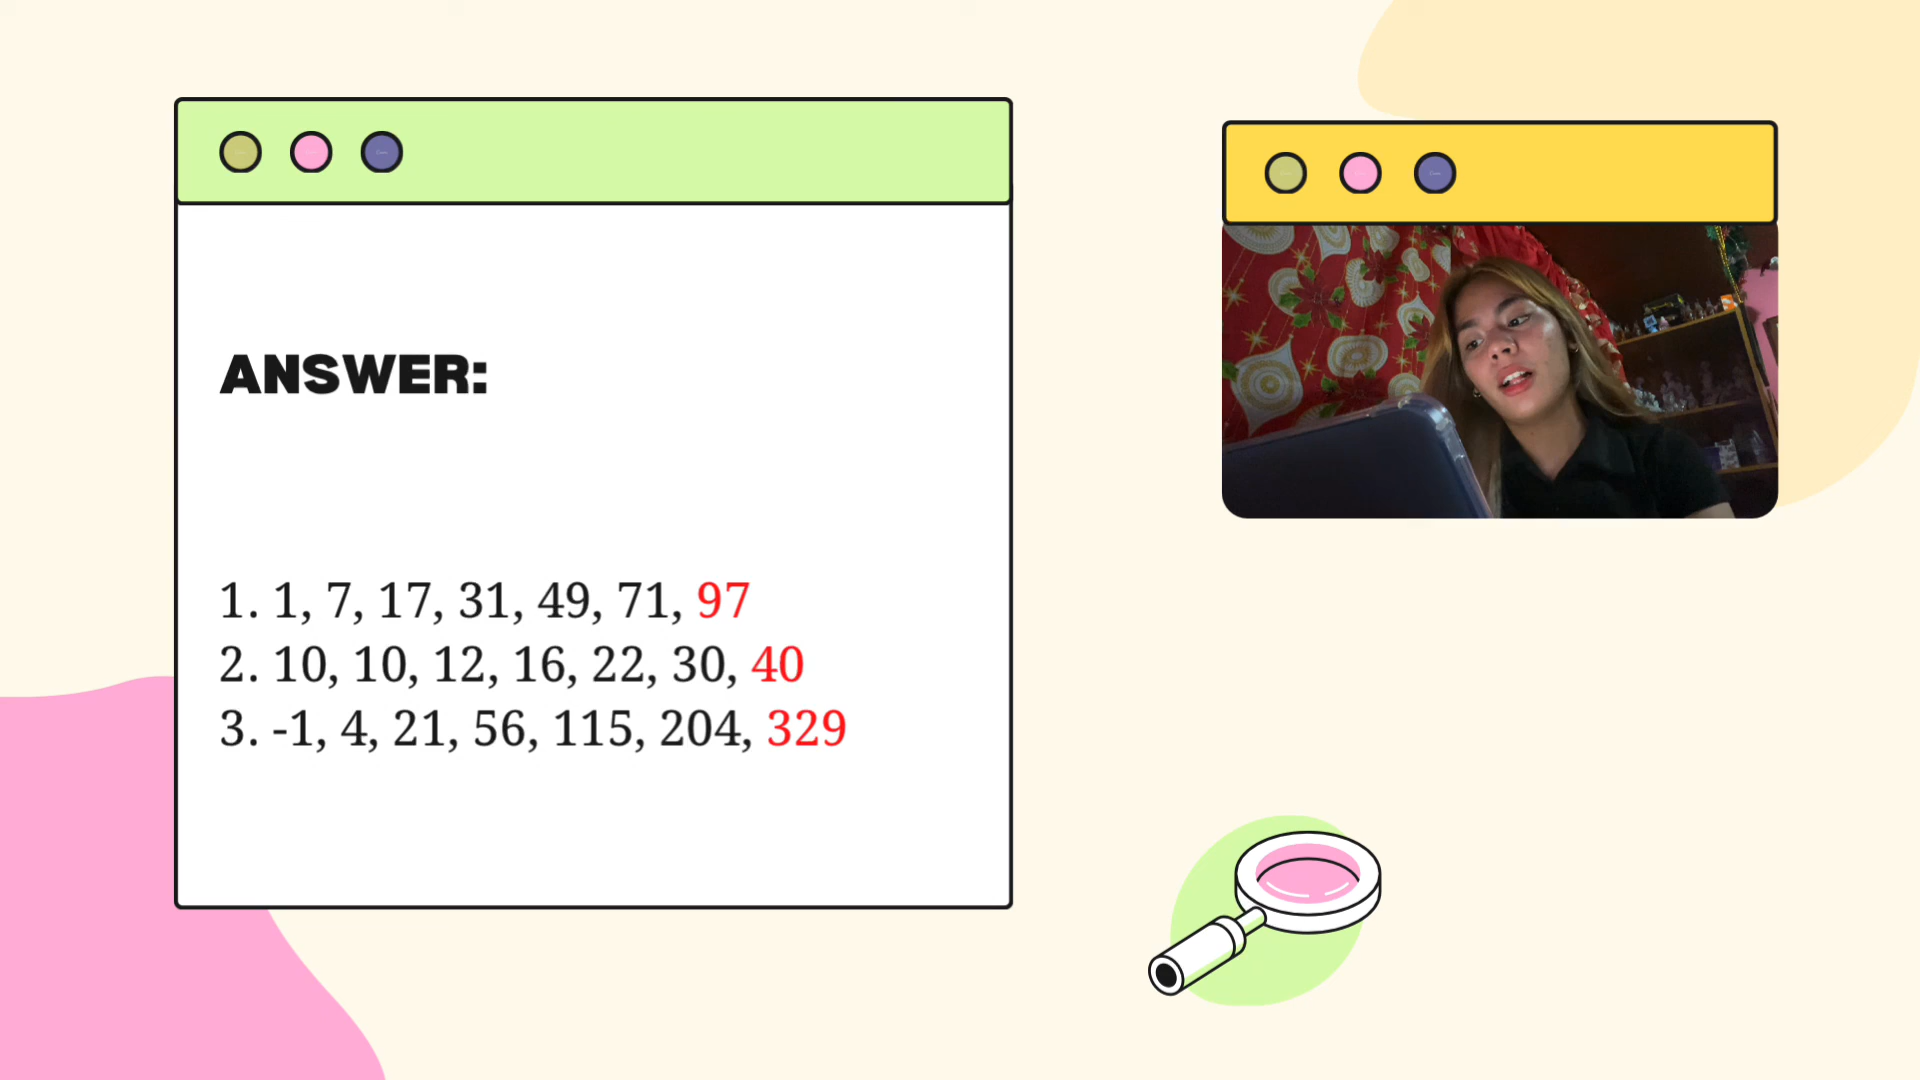 ANSWER:
1. 1, 7, 17, 31, 49, 71, 97
2. 10, 10, 12, 16, 22, 30, 40
3. -1, 4, 21, 56, 115, 204, 329